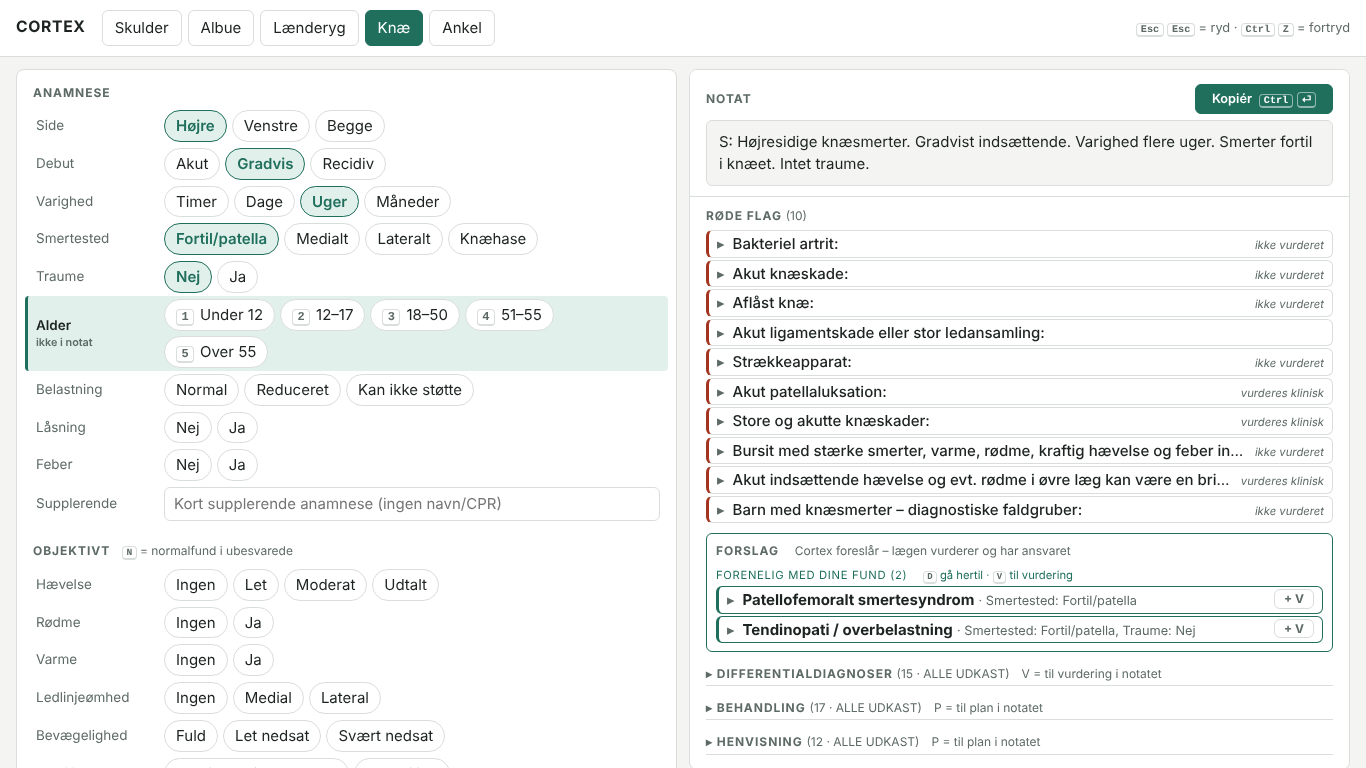 CORTEX
Skulder
Albue
Lænderyg
Knæ
Ankel
Esc Esc = ryd · Ctrl Z = fortryd
ANAMNESE
Side Højre Venstre Begge
Debut Akut Gradvis Recidiv
Varighed Timer Dage Uger Måneder
Smertested Fortil/patella Medialt Lateralt Knæhase
Traume Nej Ja
Alder 1 Under 12 2 12–17 3 18–50 4 51–55
ikke i notat
5 Over 55
Belastning Normal Reduceret Kan ikke støtte
Låsning Nej Ja
Feber Nej Ja
Supplerende Kort supplerende anamnese (ingen navn/CPR)
OBJEKTIVT N = normalfund i ubesvarede
Hævelse Ingen Let Moderat Udtalt
Rødme Ingen Ja
Varme Ingen Ja
Ledlinjeømhed Ingen Medial Lateral
Bevægelighed Fuld Let nedsat Svært nedsat
NOTAT
Kopiér Ctrl ⏎
S: Højresidige knæsmerter. Gradvist indsættende. Varighed flere uger. Smerter fortil
i knæet. Intet traume.
RØDE FLAG (10)
▸ Bakteriel artrit: ikke vurderet
▸ Akut knæskade: ikke vurderet
▸ Aflåst knæ: ikke vurderet
▸ Akut ligamentskade eller stor ledansamling:
▸ Strækkeapparat: ikke vurderet
▸ Akut patellaluksation: vurderes klinisk
▸ Store og akutte knæskader: vurderes klinisk
▸ Bursit med stærke smerter, varme, rødme, kraftig hævelse og feber in... ikke vurderet
▸ Akut indsættende hævelse og evt. rødme i øvre læg kan være en bri... vurderes klinisk
▸ Barn med knæsmerter – diagnostiske faldgruber: ikke vurderet
FORSLAG Cortex foreslår – lægen vurderer og har ansvaret
FORENELIG MED DINE FUND (2) D gå hertil · V til vurdering
▸ Patellofemoralt smertesyndrom · Smertested: Fortil/patella + V
▸ Tendinopati / overbelastning · Smertested: Fortil/patella, Traume: Nej + V
▸ DIFFERENTIALDIAGNOSER (15 · ALLE UDKAST) V = til vurdering i notatet
▸ BEHANDLING (17 · ALLE UDKAST) P = til plan i notatet
▸ HENVISNING (12 · ALLE UDKAST) P = til plan i notatet